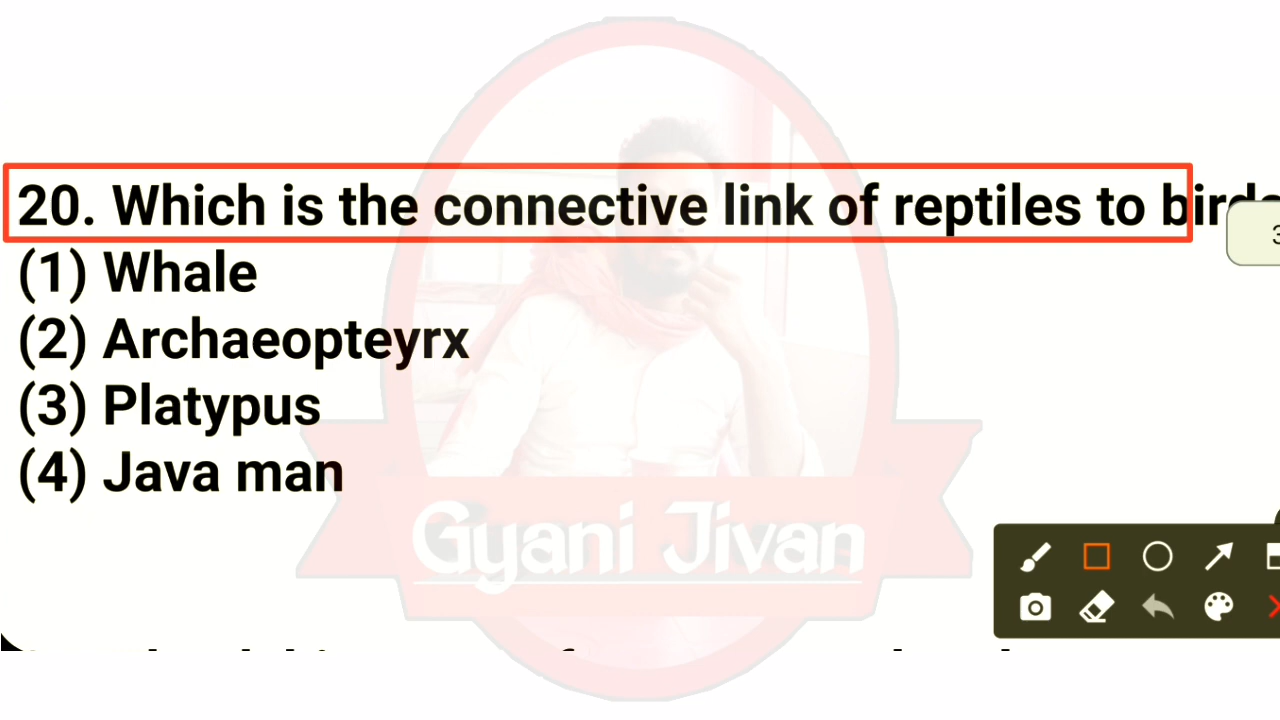 20. Which is the connective link of reptiles to birds
(1) Whale
(2) Archaeopteyrx
(3) Platypus
(4) Java man
Gyani Jivan